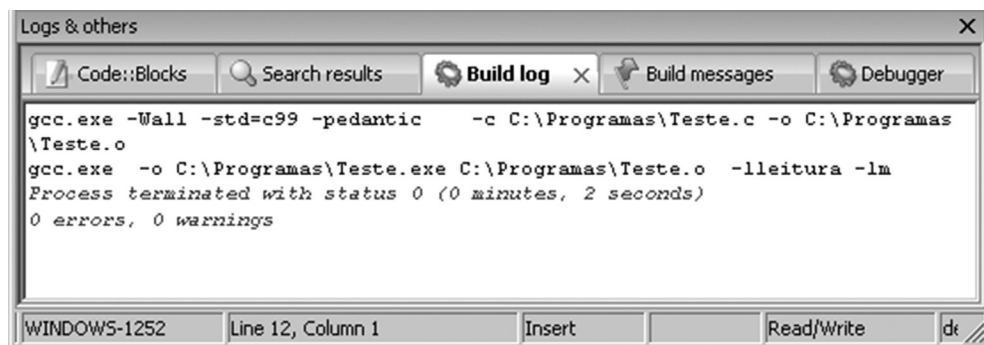 Logs & others
Code::Blocks Search results Build log Build messages Debugger
gcc.exe -Wall -std=c99 -pedantic -c C:\Programas\Teste.c -o C:\Programas
\Teste.o
gcc.exe -o C:\Programas\Teste.exe C:\Programas\Teste.o -lleitura -lm
Process terminated with status 0 (0 minutes, 2 seconds)
0 errors, 0 warnings
WINDOWS-1252 Line 12, Column 1 Insert Read/Write